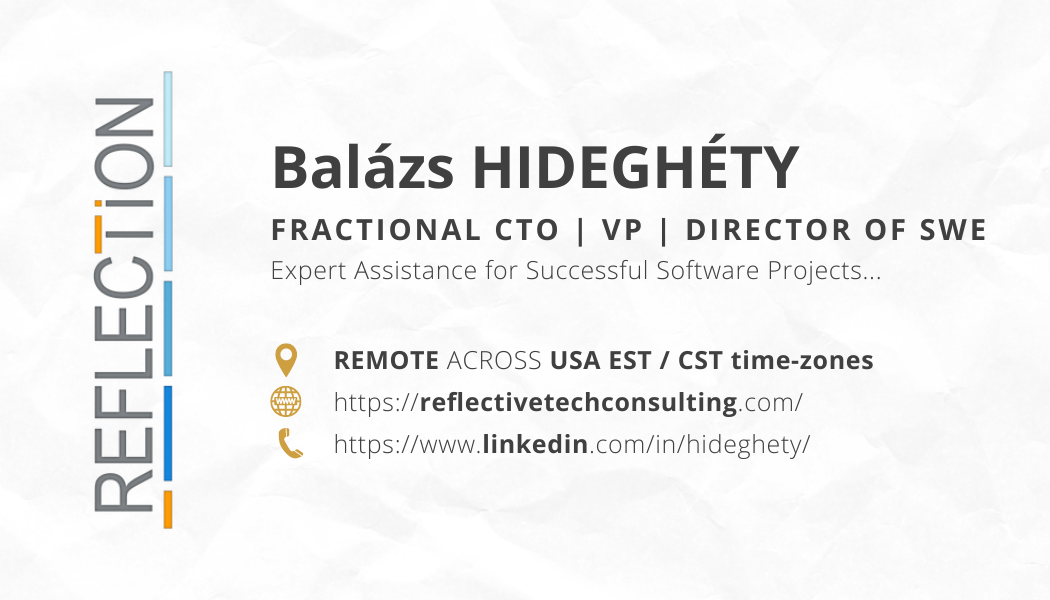 REFLECTiON
Balázs HIDEGHÉTY
FRACTIONAL CTO | VP | DIRECTOR OF SWE
Expert Assistance for Successful Software Projects...
REMOTE ACROSS USA EST / CST time-zones
WWW
https://reflectivetechconsulting.com/
https://www.linkedin.com/in/hideghety/